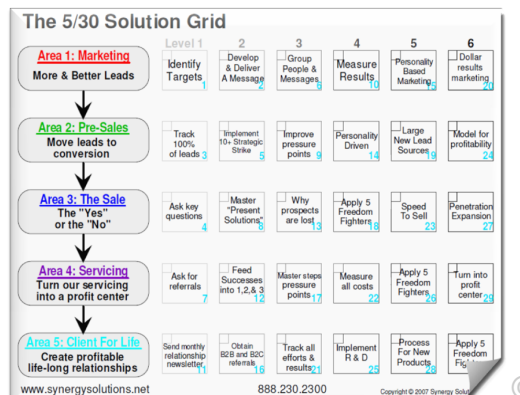 The 5/30 Solution Grid
Level 1 2 3 4 5 6
Area 1: Marketing
More & Better Leads
Identify
Targets
1
Develop
& Deliver
A Message
2
Group
People &
Messages
6
Measure
Results
10
Personality
Based
Marketing
15
Dollar
results
marketing
20
Area 2: Pre-Sales
Move leads to
conversion
Track
100%
of leads 3
Implement
10+ Strategic
Strike
5
Improve
pressure
points 9
Personality
Driven
14
Large
New Lead
Sources
19
Model for
profitability
24
Area 3: The Sale
The "Yes"
or the "No"
Ask key
questions
4
Master
"Present
Solutions"
8
Why
prospects
are lost
13
Apply 5
Freedom
Fighters
18
Speed
To Sell
23
Penetration
Expansion
27
Area 4: Servicing
Turn our servicing
into a profit center
Ask for
referrals
7
Feed
Successes
into 1,2,& 3
12
Master steps
pressure
points 17
Measure
all costs
22
Apply 5
Freedom
Fighters
26
Turn into
profit
center
29
Area 5: Client For Life
Create profitable
life-long relationships
Send monthly
relationship
newsletter
11
Obtain
B2B and B2C
referrals
16
Track all
efforts &
results
21
Implement
R & D
25
Process
For New
Products
28
Apply 5
Freedom
www.synergysolutions.net
888.230.2300
Copyright © 2007 Synergy